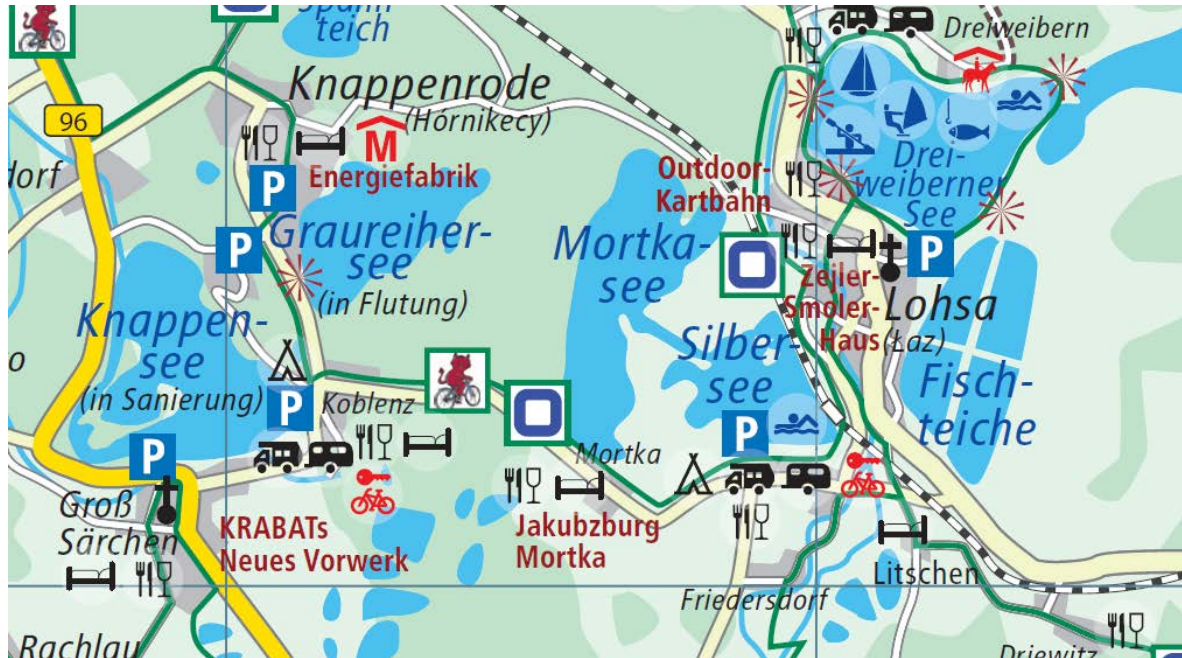 Spann
teich
Dreiweibern
Knappenrode
(Hórnikecy)
96
M
Energiefabrik
dorf
P
Outdoor-
Kartbahn
Drei-
weiberner
See
P
Graureiher-
see
(in Flutung)
Mortka-
see
P
Zejler-
Smoler-
Haus
Lohsa
(Łaz)
Knappen-
see
(in Sanierung)
o
Silber-
see
Fisch-
teiche
P
Koblenz
P
P
Mortka
Groß
Särchen
KRABATs
Neues Vorwerk
Jakubzburg
Mortka
Litschen
Friedersdorf
Rachlau
Driewitz